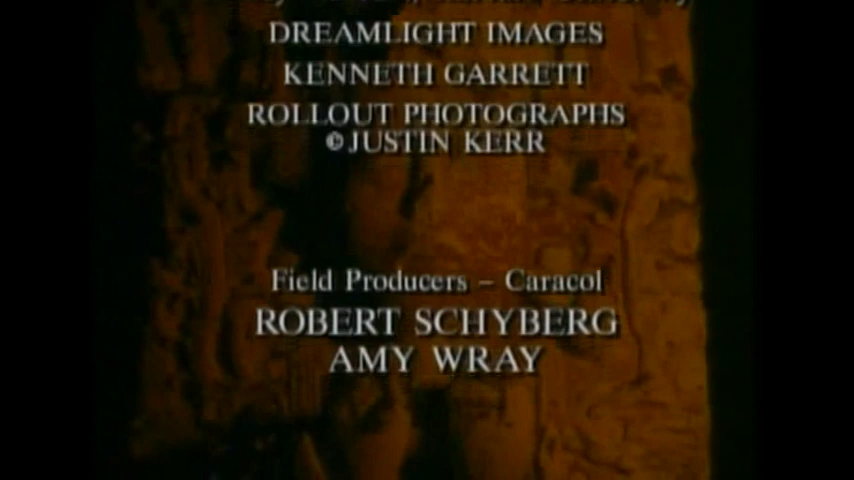 DREAMLIGHT IMAGES
KENNETH GARRETT
ROLLOUT PHOTOGRAPHS
©JUSTIN KERR
Field Producers – Caracol
ROBERT SCHYBERG
AMY WRAY